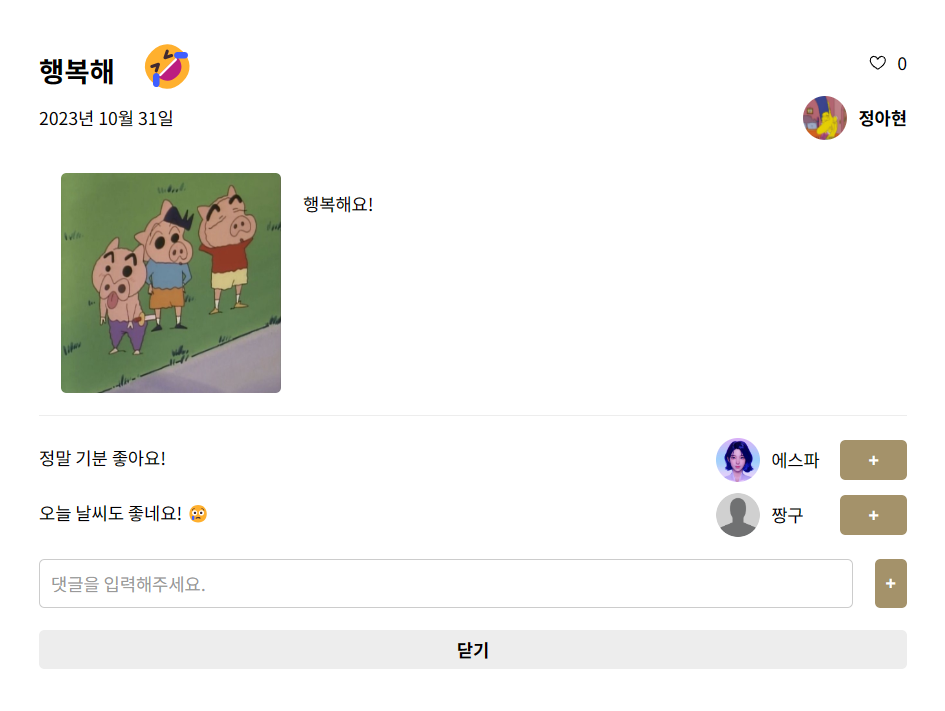 행복해 🤣
0
2023년 10월 31일
정아현
행복해요!
정말 기분 좋아요!
에스파
+
오늘 날씨도 좋네요! 😳
짱구
+
댓글을 입력해주세요.
+
닫기